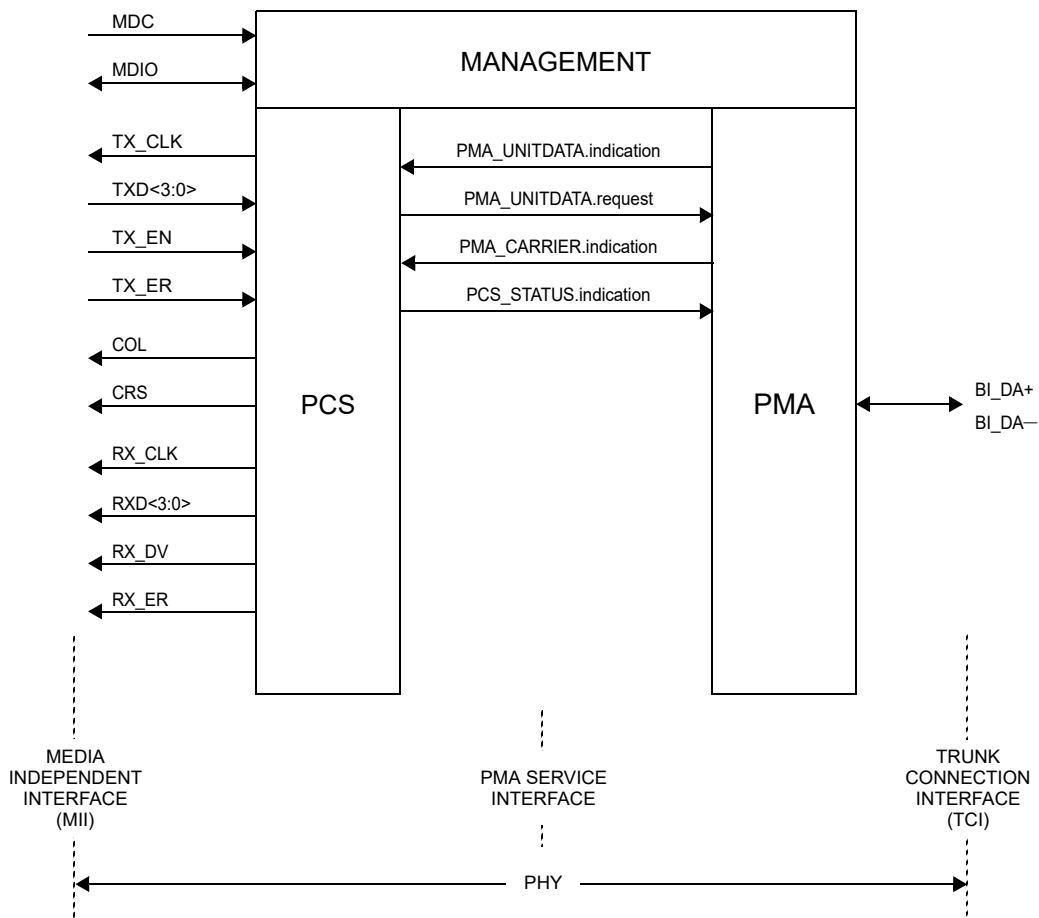 MDC
MDIO
MANAGEMENT
TX_CLK
TXD<3:0>
TX_EN
TX_ER
COL
CRS
RX_CLK
RXD<3:0>
RX_DV
RX_ER
PCS
PMA_UNITDATA.indication
PMA_UNITDATA.request
PMA_CARRIER.indication
PCS_STATUS.indication
PMA
BI_DA+
BI_DA—
MEDIA
INDEPENDENT
INTERFACE
(MII)
PMA SERVICE
INTERFACE
TRUNK
CONNECTION
INTERFACE
(TCI)
PHY